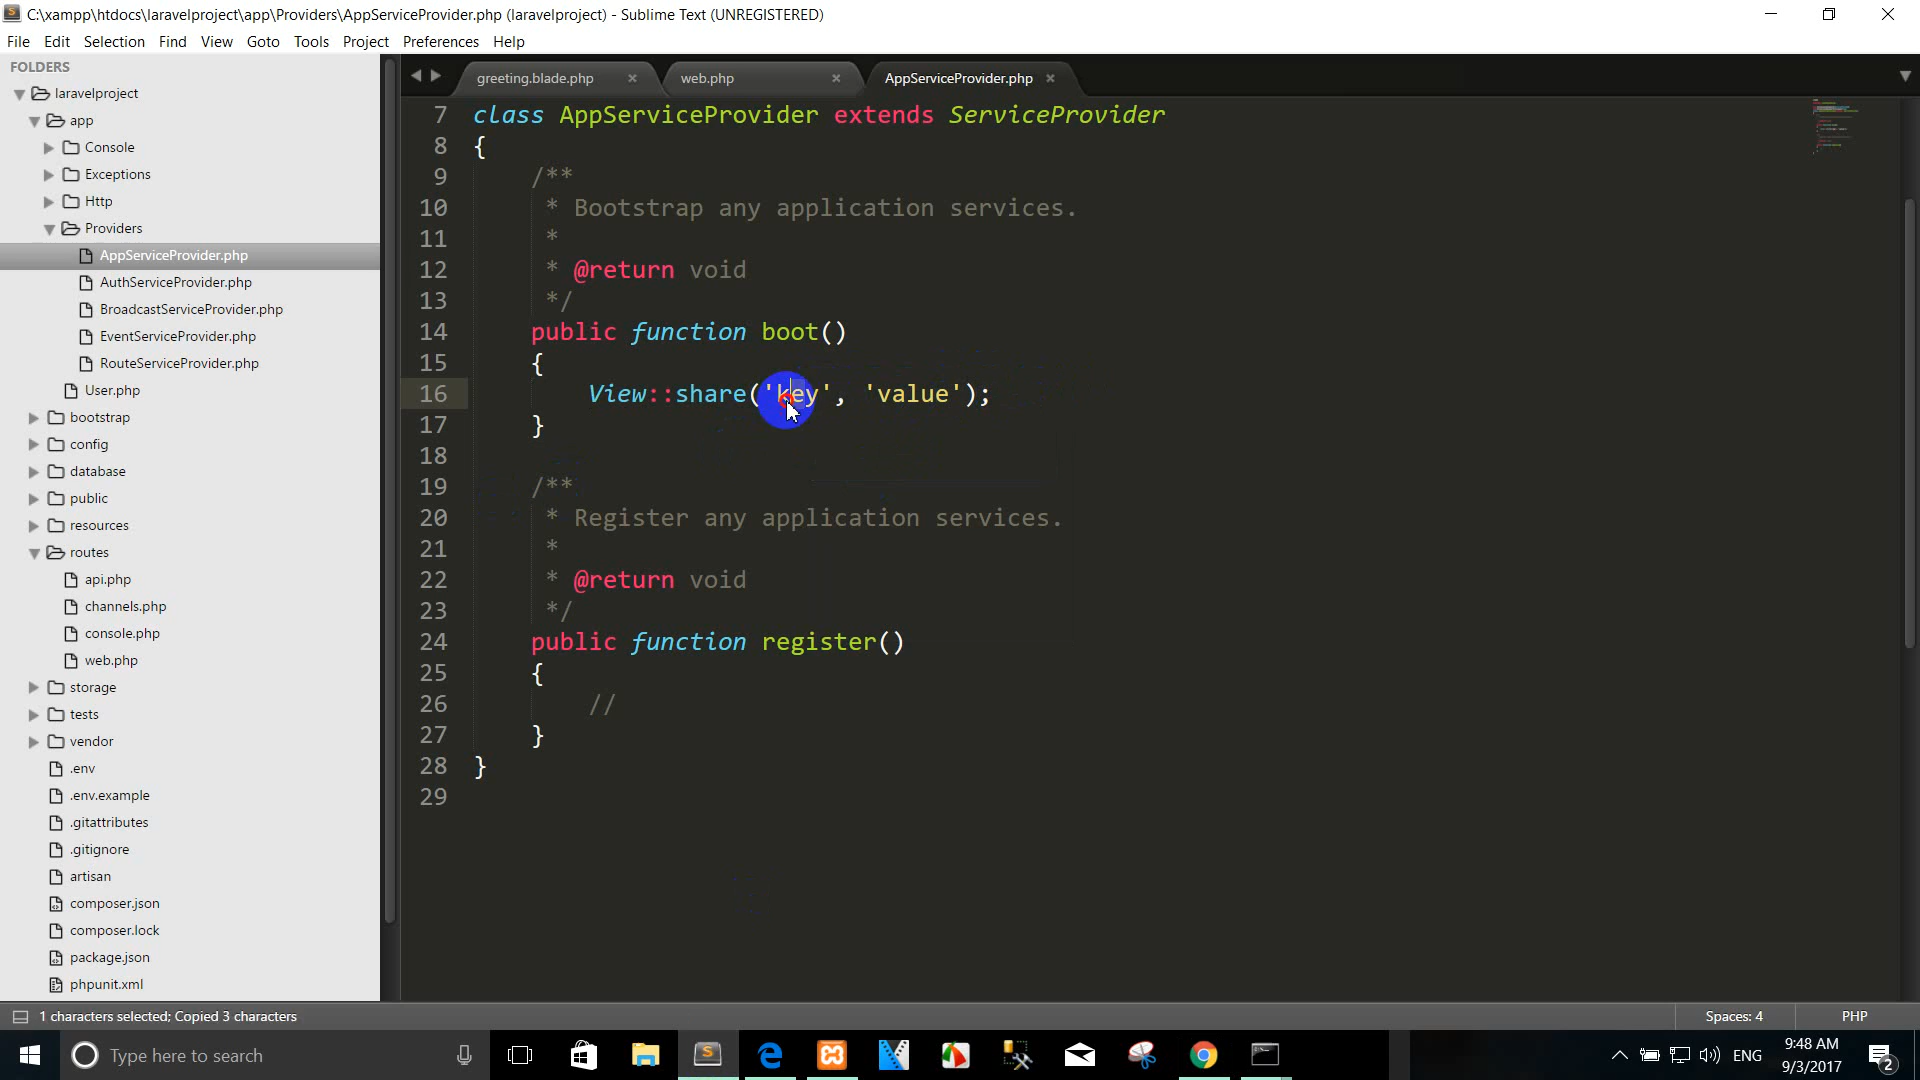 C:\xampp\htdocs\laravelproject\app\Providers\AppServiceProvider.php (laravelproject) - Sublime Text (UNREGISTERED)
File Edit Selection Find View Goto Tools Project Preferences Help
FOLDERS
laravelproject
app
Console
Exceptions
Http
Providers
AppServiceProvider.php
AuthServiceProvider.php
BroadcastServiceProvider.php
EventServiceProvider.php
RouteServiceProvider.php
User.php
bootstrap
config
database
public
resources
routes
api.php
channels.php
console.php
web.php
storage
tests
vendor
.env
.env.example
.gitattributes
.gitignore
artisan
composer.json
composer.lock
package.json
phpunit.xml
greeting.blade.php web.php AppServiceProvider.php
7 class AppServiceProvider extends ServiceProvider
8 {
9 /**
10 * Bootstrap any application services.
11 *
12 * @return void
13 */
14 public function boot()
15 {
16 View::share('key', 'value');
17 }
18
19 /**
20 * Register any application services.
21 *
22 * @return void
23 */
24 public function register()
25 {
26 //
27 }
28 }
29
1 characters selected; Copied 3 characters Spaces: 4 PHP
Type here to search
ENG
9:48 AM
9/3/2017
2